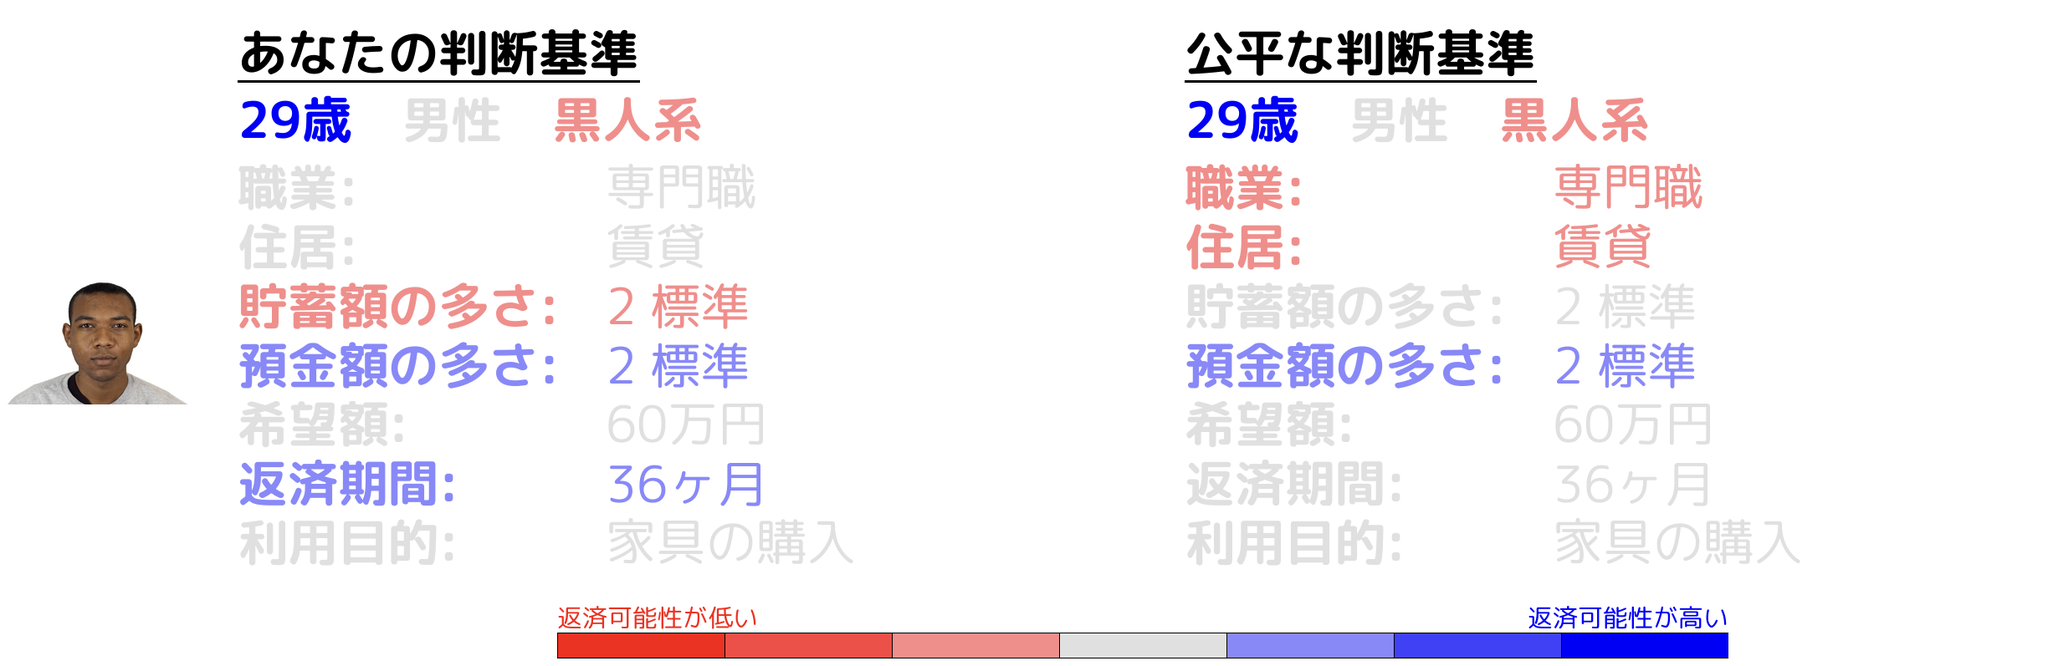 あなたの判断基準
29歳 男性 黒人系
職業: 専門職
住居: 賃貸
貯蓄額の多さ: 2 標準
預金額の多さ: 2 標準
希望額: 60万円
返済期間: 36ヶ月
利用目的: 家具の購入
公平な判断基準
29歳 男性 黒人系
職業: 専門職
住居: 賃貸
貯蓄額の多さ: 2 標準
預金額の多さ: 2 標準
希望額: 60万円
返済期間: 36ヶ月
利用目的: 家具の購入
返済可能性が低い
返済可能性が高い